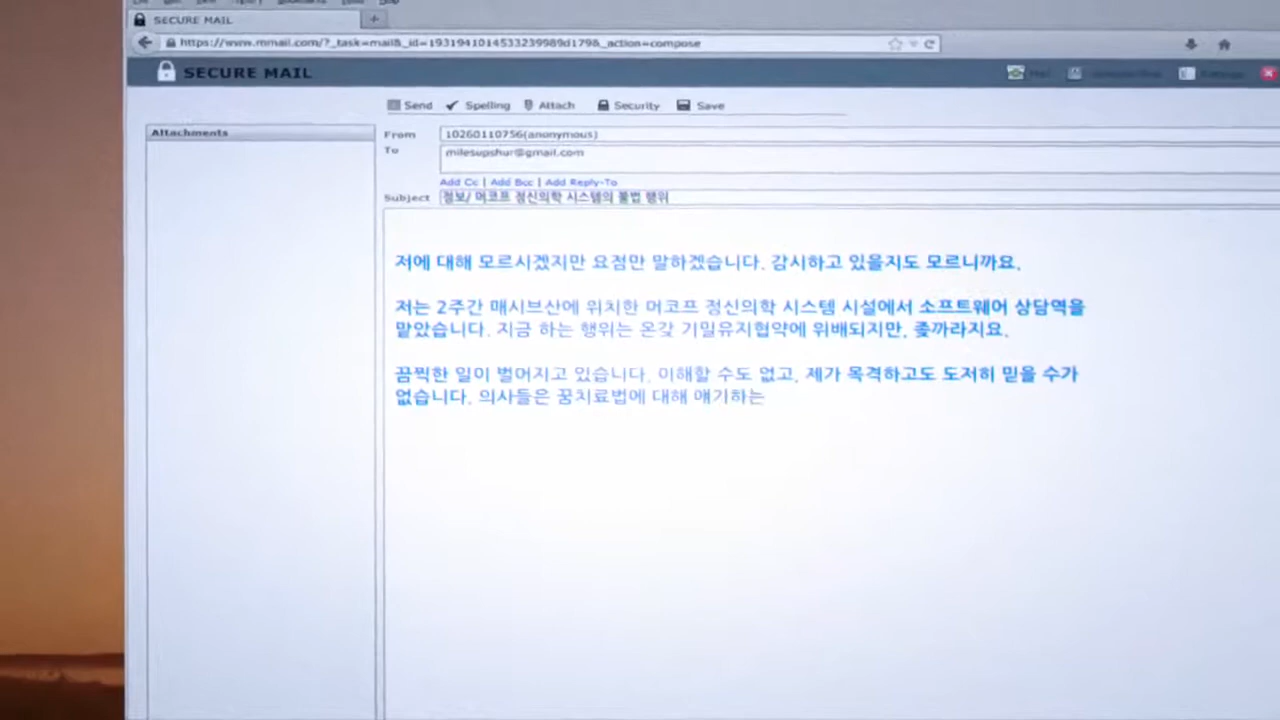 SECURE MAIL
https://www.mmail.com/?_task=mail&_id=1931941014533239989d179&_action=compose
SECURE MAIL
Send Spelling Attach Security Save
Attachments
From 10260110756(anonymous)
To milesupshur@gmail.com
Add Cc | Add Bcc | Add Reply-To
Subject 정보/ 머코프 정신의학 시스템의 불법 행위
저에 대해 모르시겠지만 요점만 말하겠습니다. 감시하고 있을지도 모르니까요.
저는 2주간 매시브산에 위치한 머코프 정신의학 시스템 시설에서 소프트웨어 상담역을
맡았습니다. 지금 하는 행위는 온갖 기밀유지협약에 위배되지만, 좆까라지요.
끔찍한 일이 벌어지고 있습니다. 이해할 수도 없고, 제가 목격하고도 도저히 믿을 수가
없습니다. 의사들은 꿈치료법에 대해 얘기하는